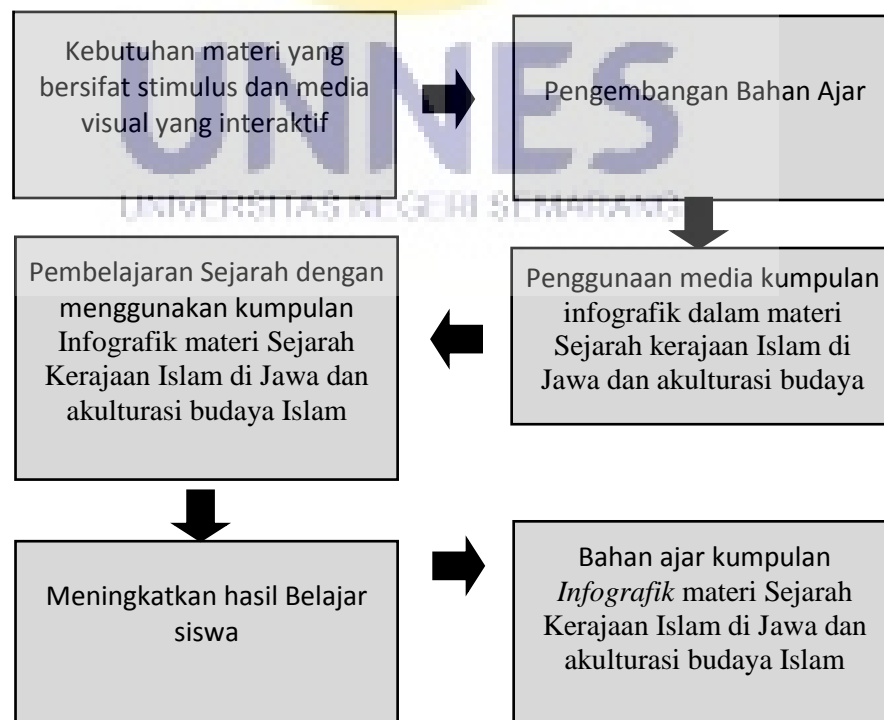 Kebutuhan materi yang
bersifat stimulus dan media
visual yang interaktif
Pengembangan Bahan Ajar
UNNES
UNIVERSITAS NEGERI SEMARANG
Penggunaan media kumpulan
infografik dalam materi
Sejarah kerajaan Islam di
Jawa dan akulturasi budaya
Pembelajaran Sejarah dengan
menggunakan kumpulan
Infografik materi Sejarah
Kerajaan Islam di Jawa dan
akulturasi budaya Islam
Meningkatkan hasil Belajar
siswa
Bahan ajar kumpulan
Infografik materi Sejarah
Kerajaan Islam di Jawa dan
akulturasi budaya Islam